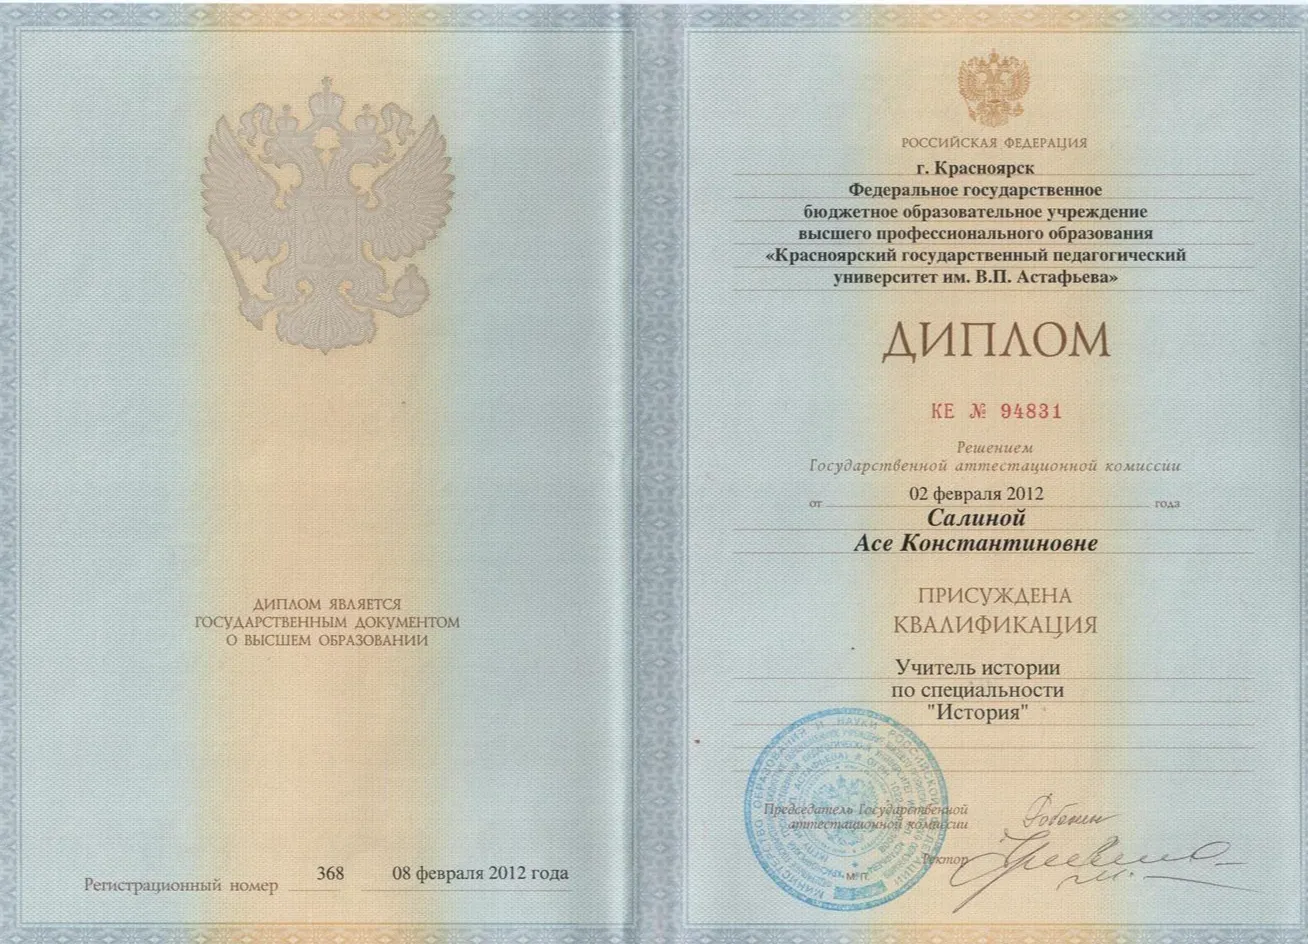 ДИПЛОМ ЯВЛЯЕТСЯ
ГОСУДАРСТВЕННЫМ ДОКУМЕНТОМ
О ВЫСШЕМ ОБРАЗОВАНИИ
Регистрационный номер 368 08 февраля 2012 года
РОССИЙСКАЯ ФЕДЕРАЦИЯ
г. Красноярск
Федеральное государственное
бюджетное образовательное учреждение
высшего профессионального образования
«Красноярский государственный педагогический
университет им. В.П. Астафьева»
ДИПЛОМ
КЕ № 94831
Решением
Государственной аттестационной комиссии
от 02 февраля 2012 года
Салиной
Асе Константиновне
ПРИСУЖДЕНА
КВАЛИФИКАЦИЯ
Учитель истории
по специальности
"История"
Председатель Государственной
аттестационной комиссии
Ректор
М.П.